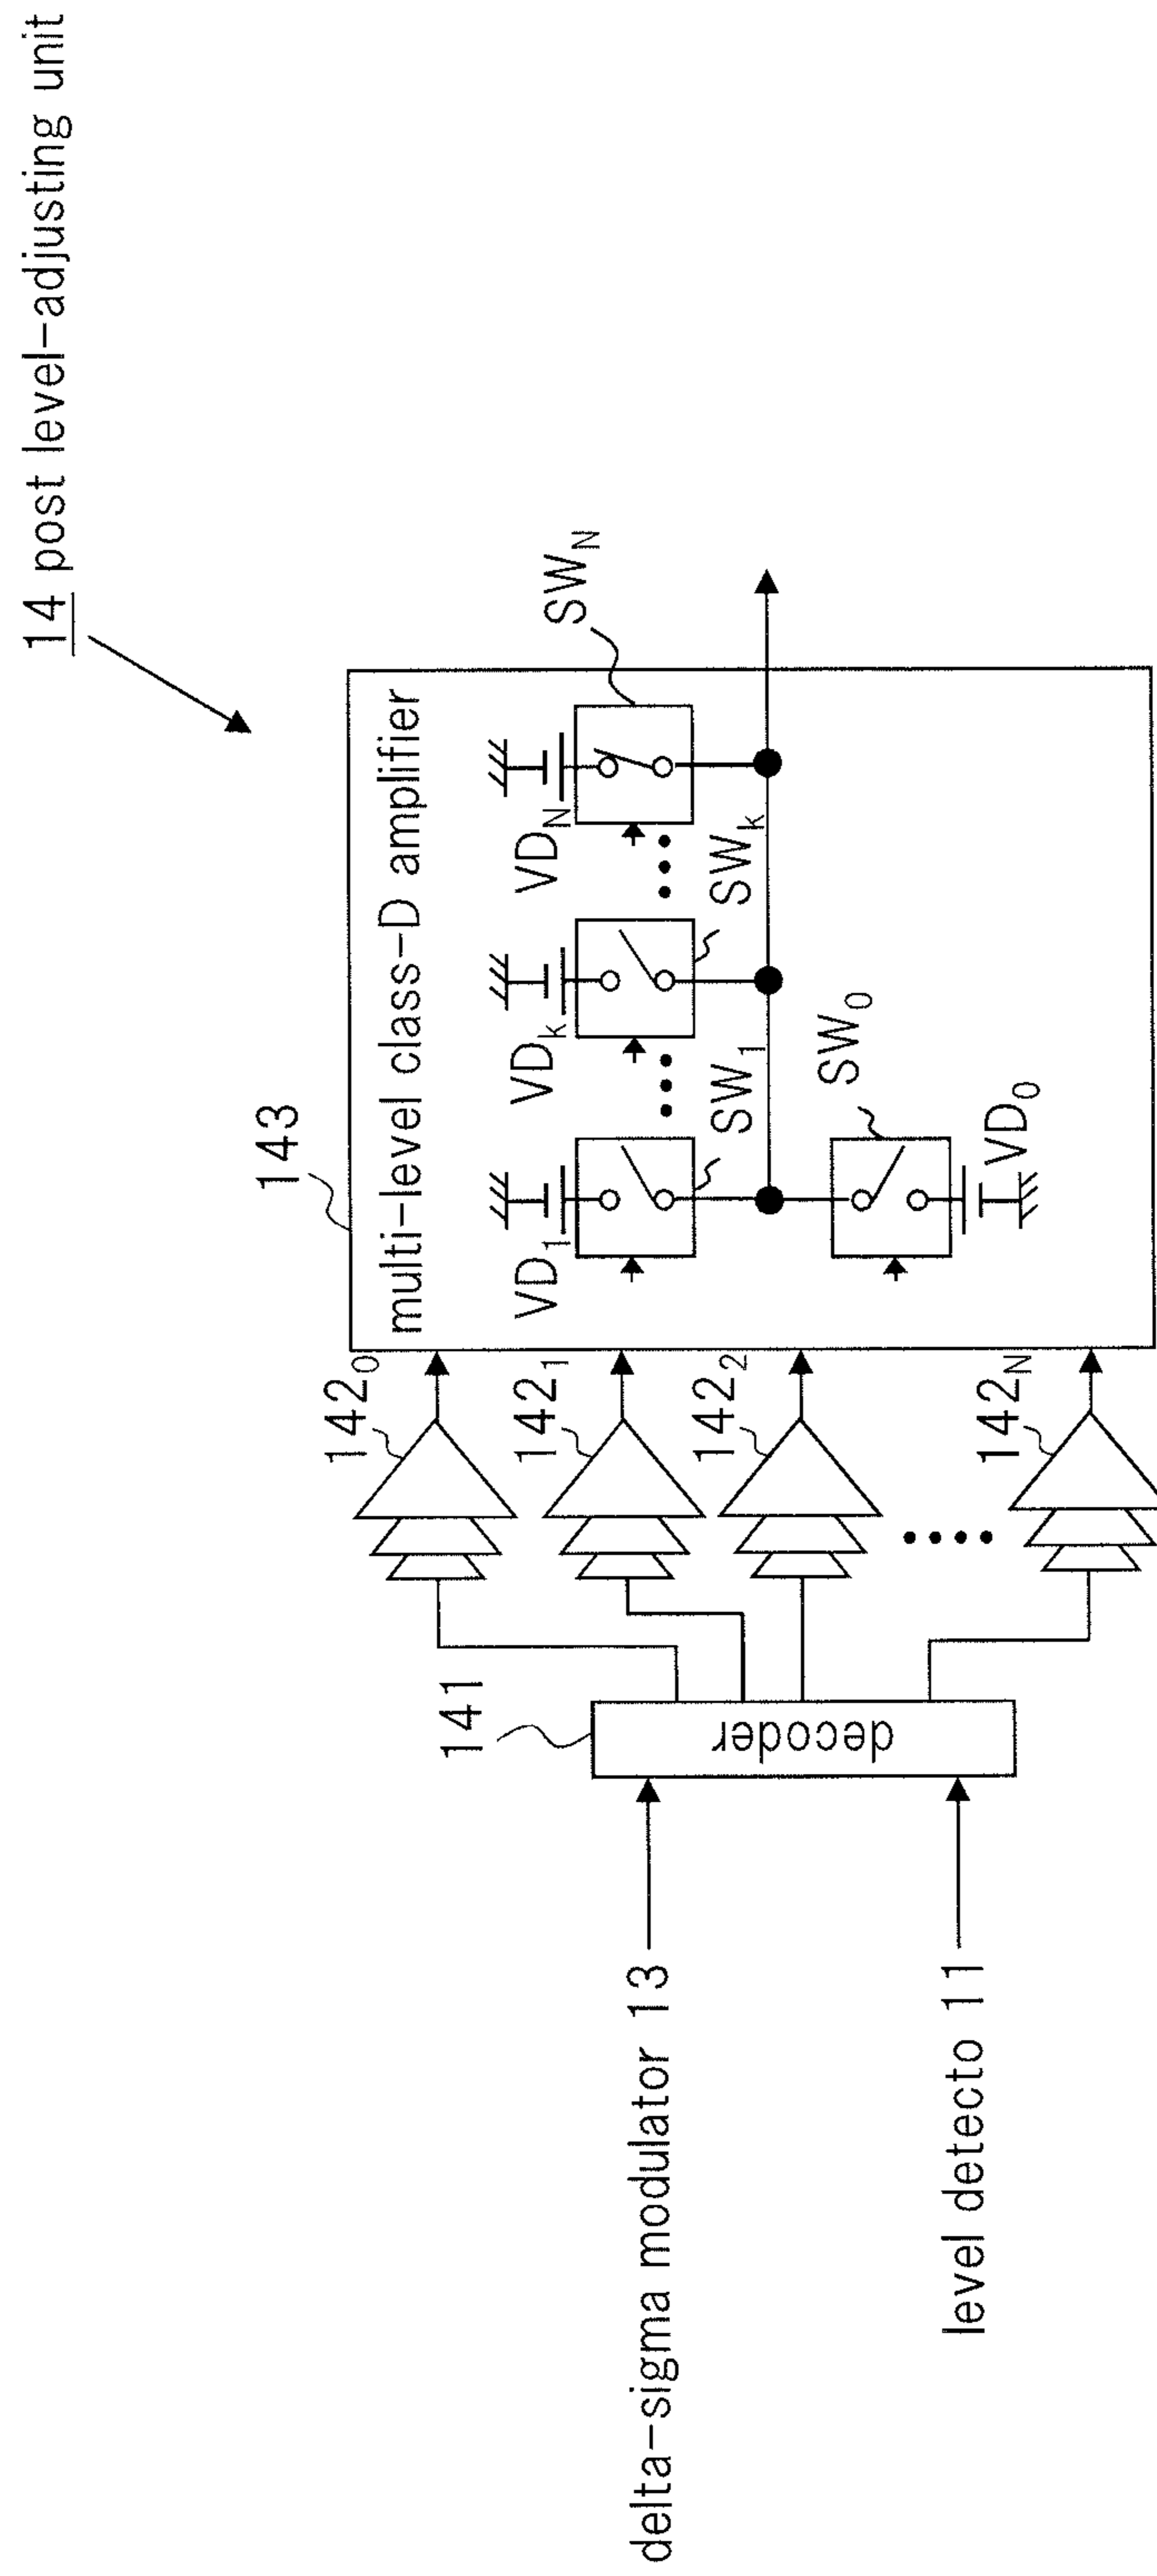 14 post level-adjusting unit
143
multi-level class-D amplifier
VD1
VDk
VDN
SWN
SW1
SWk
SW0
VD0
1420
1421
1422
142N
141
decoder
delta-sigma modulator 13
level detecto 11